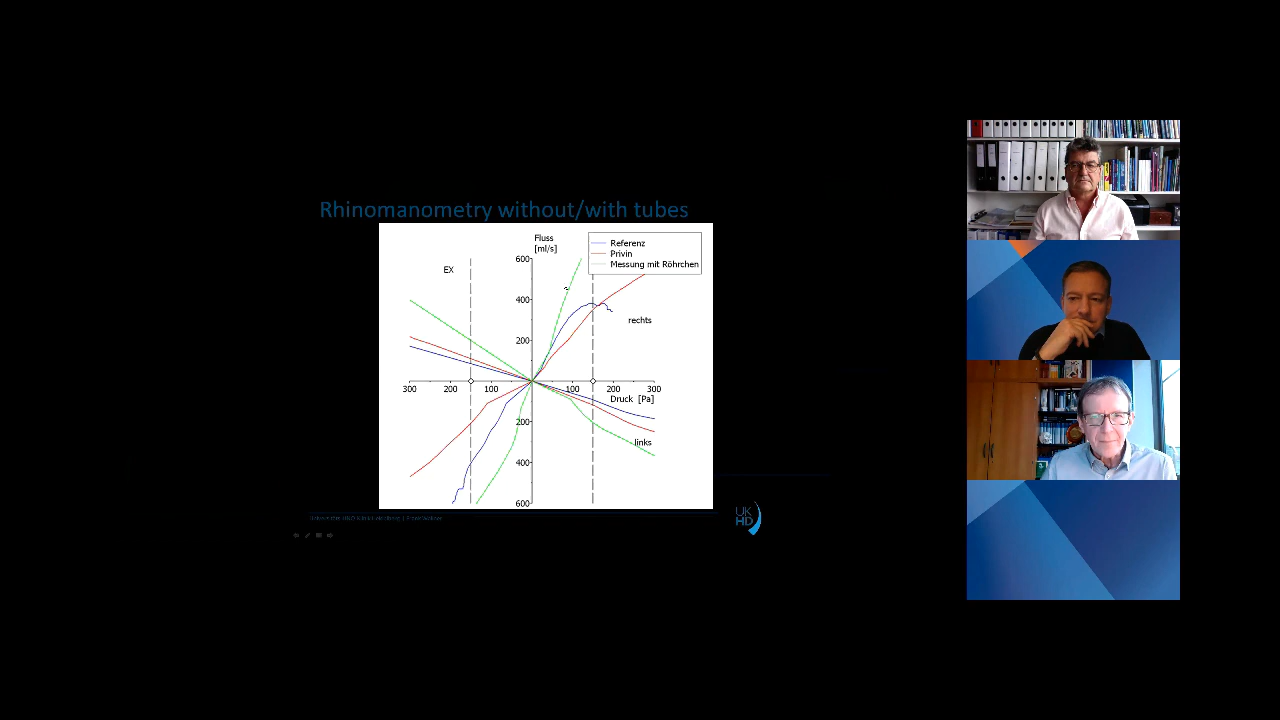 Rhinomanometry without/with tubes
Fluss
[ml/s]
Referenz
Privin
Messung mit Röhrchen
EX
600
400
200
rechts
300 200 100 100 200 300
Druck [Pa]
200
links
400
600
UK
HD